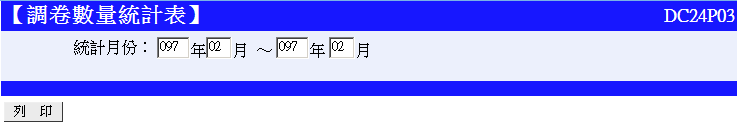 【調卷數量統計表】 DC24P03
統計月份： 097 年 02 月 ～ 097 年 02 月
列 印